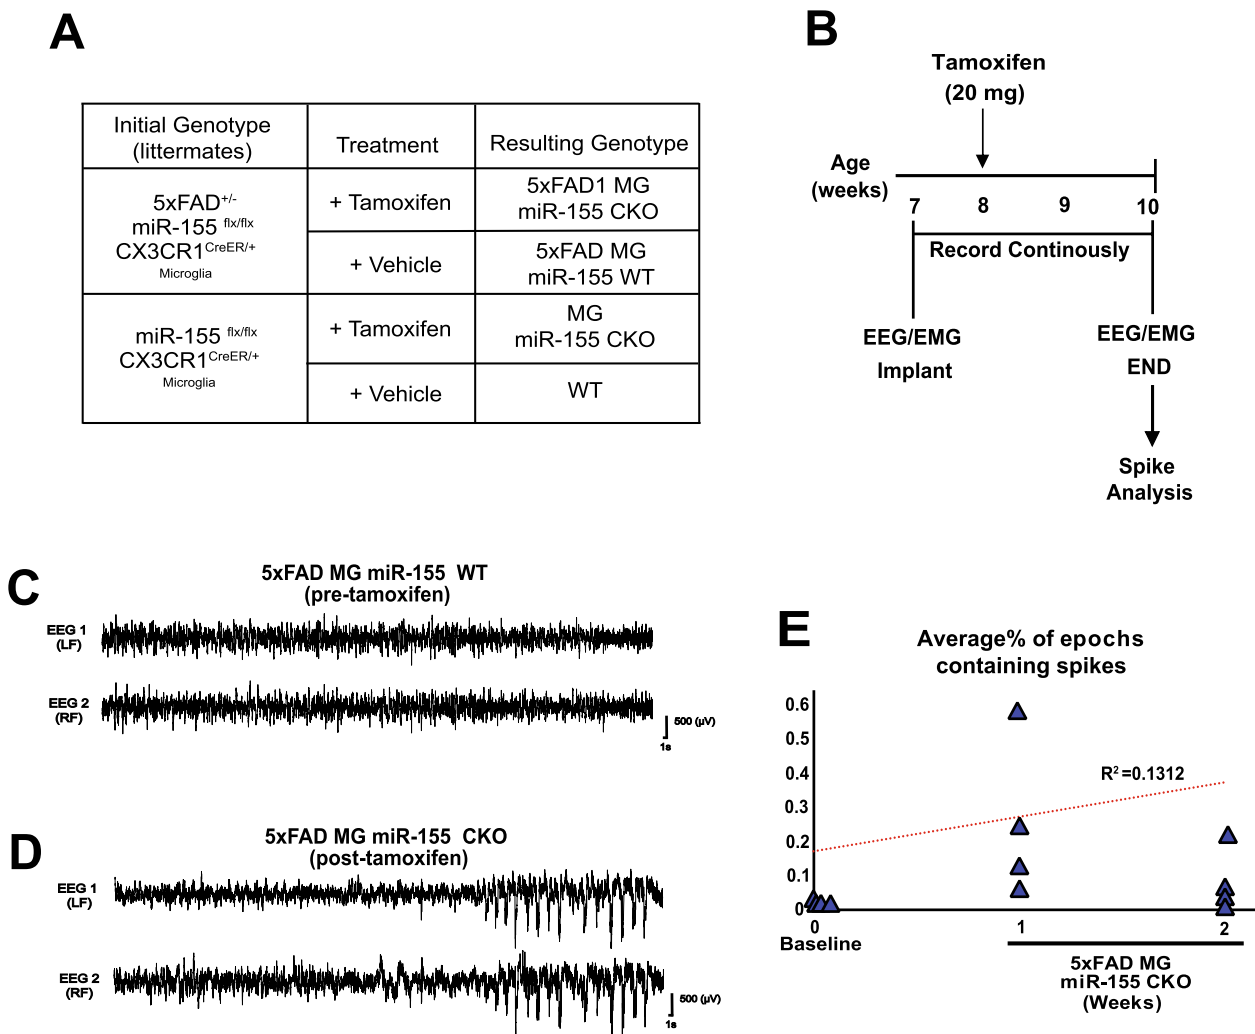 A
Initial Genotype
(littermates)
Treatment
Resulting Genotype
5xFAD+/-
miR-155 flx/flx
CX3CR1CreER/+
Microglia
+ Tamoxifen
5xFAD1 MG
miR-155 CKO
+ Vehicle
5xFAD MG
miR-155 WT
miR-155 flx/flx
CX3CR1CreER/+
Microglia
+ Tamoxifen
MG
miR-155 CKO
+ Vehicle
WT
B
Tamoxifen
(20 mg)
Age
(weeks)
7 8 9 10
Record Continously
EEG/EMG
Implant
EEG/EMG
END
Spike
Analysis
C
5xFAD MG miR-155 WT
(pre-tamoxifen)
EEG 1
(LF)
EEG 2
(RF)
500 (µV)
1s
D
5xFAD MG miR-155 CKO
(post-tamoxifen)
EEG 1
(LF)
EEG 2
(RF)
500 (µV)
1s
E
Average% of epochs
containing spikes
0.6
0.5
0.4
0.3
0.2
0.1
0
R2=0.1312
0 1 2
Baseline
5xFAD MG
miR-155 CKO
(Weeks)